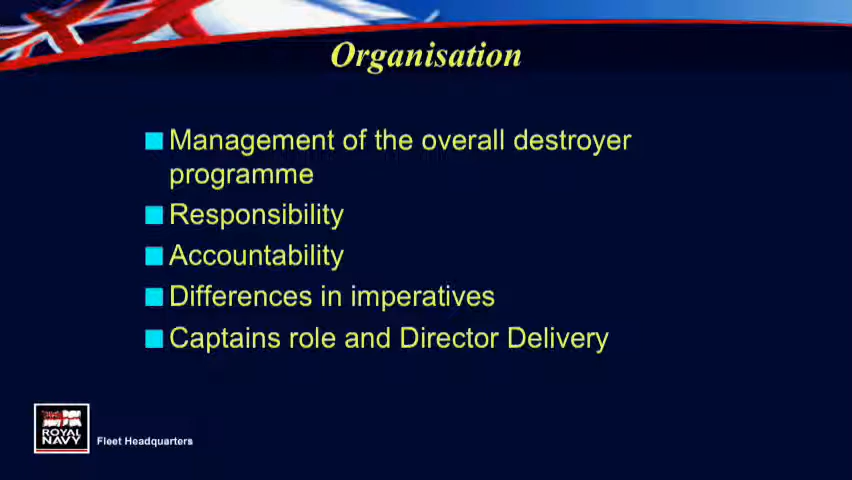 Organisation
Management of the overall destroyer
programme
Responsibility
Accountability
Differences in imperatives
Captains role and Director Delivery
ROYAL
NAVY
Fleet Headquarters